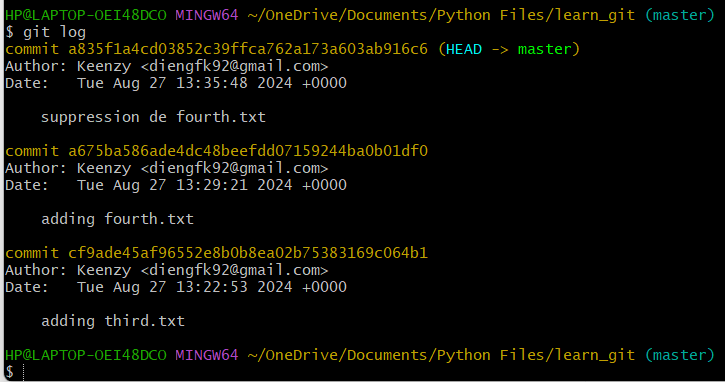 HP@LAPTOP-OEI48DCO MINGW64 ~/OneDrive/Documents/Python Files/learn_git (master)
$ git log
commit a835f1a4cd03852c39ffca762a173a603ab916c6 (HEAD -> master)
Author: Keenzy <diengfk92@gmail.com>
Date:   Tue Aug 27 13:35:48 2024 +0000
    suppression de fourth.txt
commit a675ba586ade4dc48beefdd07159244ba0b01df0
Author: Keenzy <diengfk92@gmail.com>
Date:   Tue Aug 27 13:29:21 2024 +0000
    adding fourth.txt
commit cf9ade45af96552e8b0b8ea02b75383169c064b1
Author: Keenzy <diengfk92@gmail.com>
Date:   Tue Aug 27 13:22:53 2024 +0000
    adding third.txt
HP@LAPTOP-OEI48DCO MINGW64 ~/OneDrive/Documents/Python Files/learn_git (master)
$